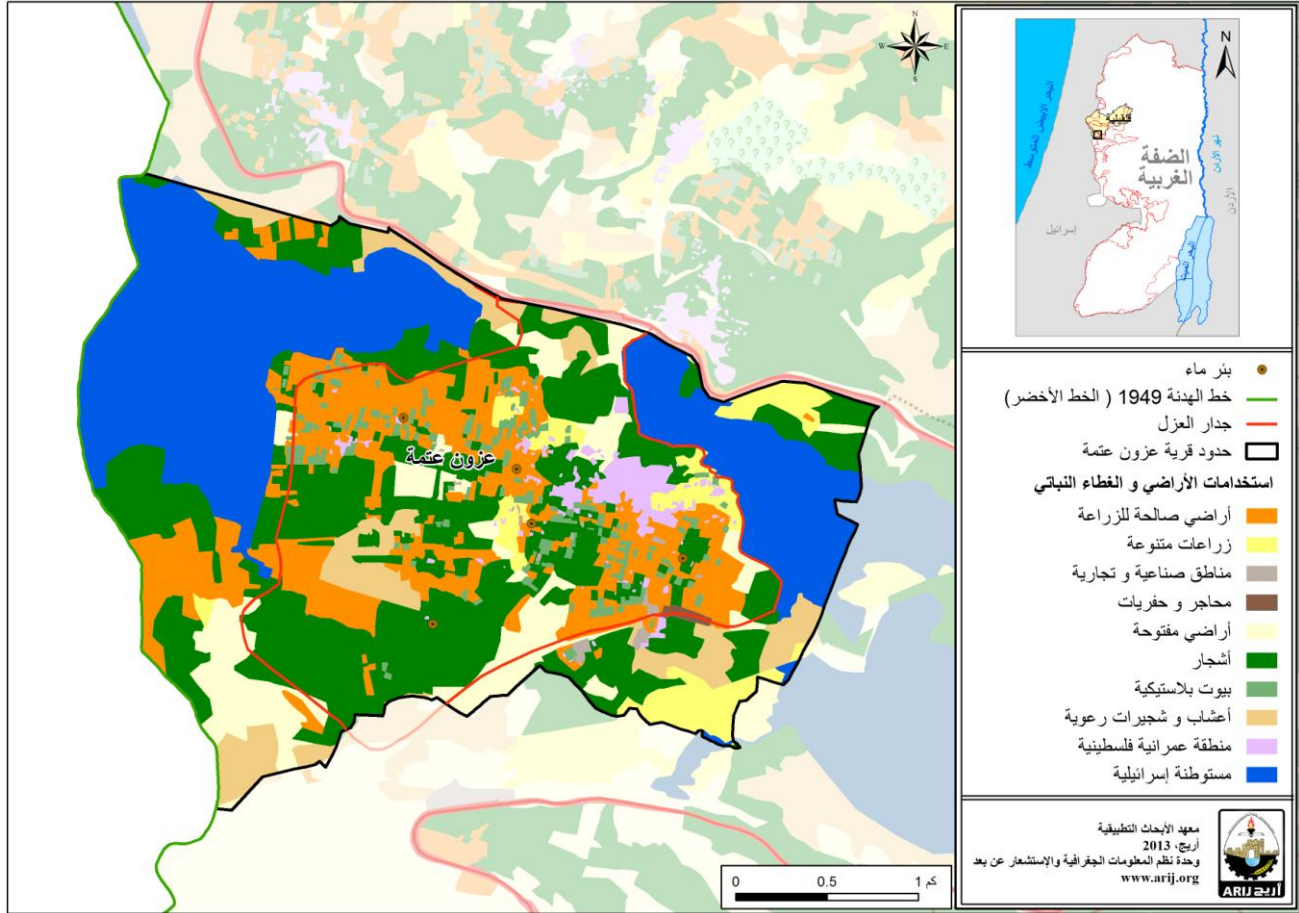 N
W
E
S
عزون عتمة
0
0.5
1 كم
N
البحر الأبيض المتوسط
قلقيلية
الضفة
الغربية
نهر الأردن
الأردن
إسرائيل
البحر الميت
بئر ماء
خط الهدنة 1949 ( الخط الأخضر)
جدار العزل
حدود قرية عزون عتمة
استخدامات الأراضي و الغطاء النباتي
أراضي صالحة للزراعة
زراعات متنوعة
مناطق صناعية و تجارية
محاجر و حفريات
أراضي مفتوحة
أشجار
بيوت بلاستيكية
أعشاب و شجيرات رعوية
منطقة عمرانية فلسطينية
مستوطنة إسرائيلية
معهد الأبحاث التطبيقية
أريج، 2013
وحدة نظم المعلومات الجغرافية والإستشعار عن بعد
www.arij.org
أريج ARIJ